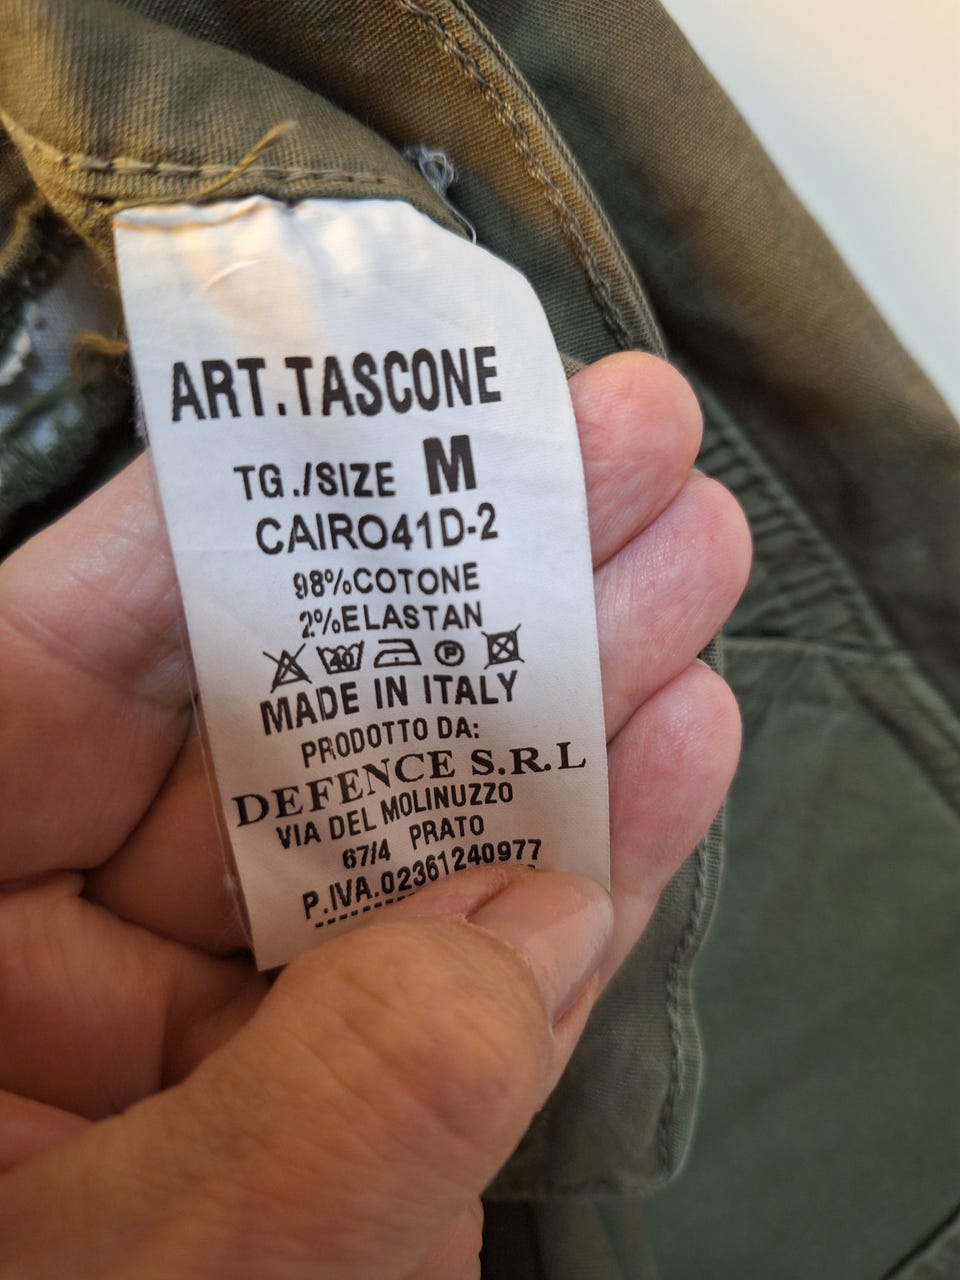 ART.TASCONE
TG./SIZE M
CAIRO41D-2
98%COTONE
2%ELASTAN
40 P
MADE IN ITALY
PRODOTTO DA:
DEFENCE S.R.L
VIA DEL MOLINUZZO
67/4 PRATO
P.IVA.02361240977